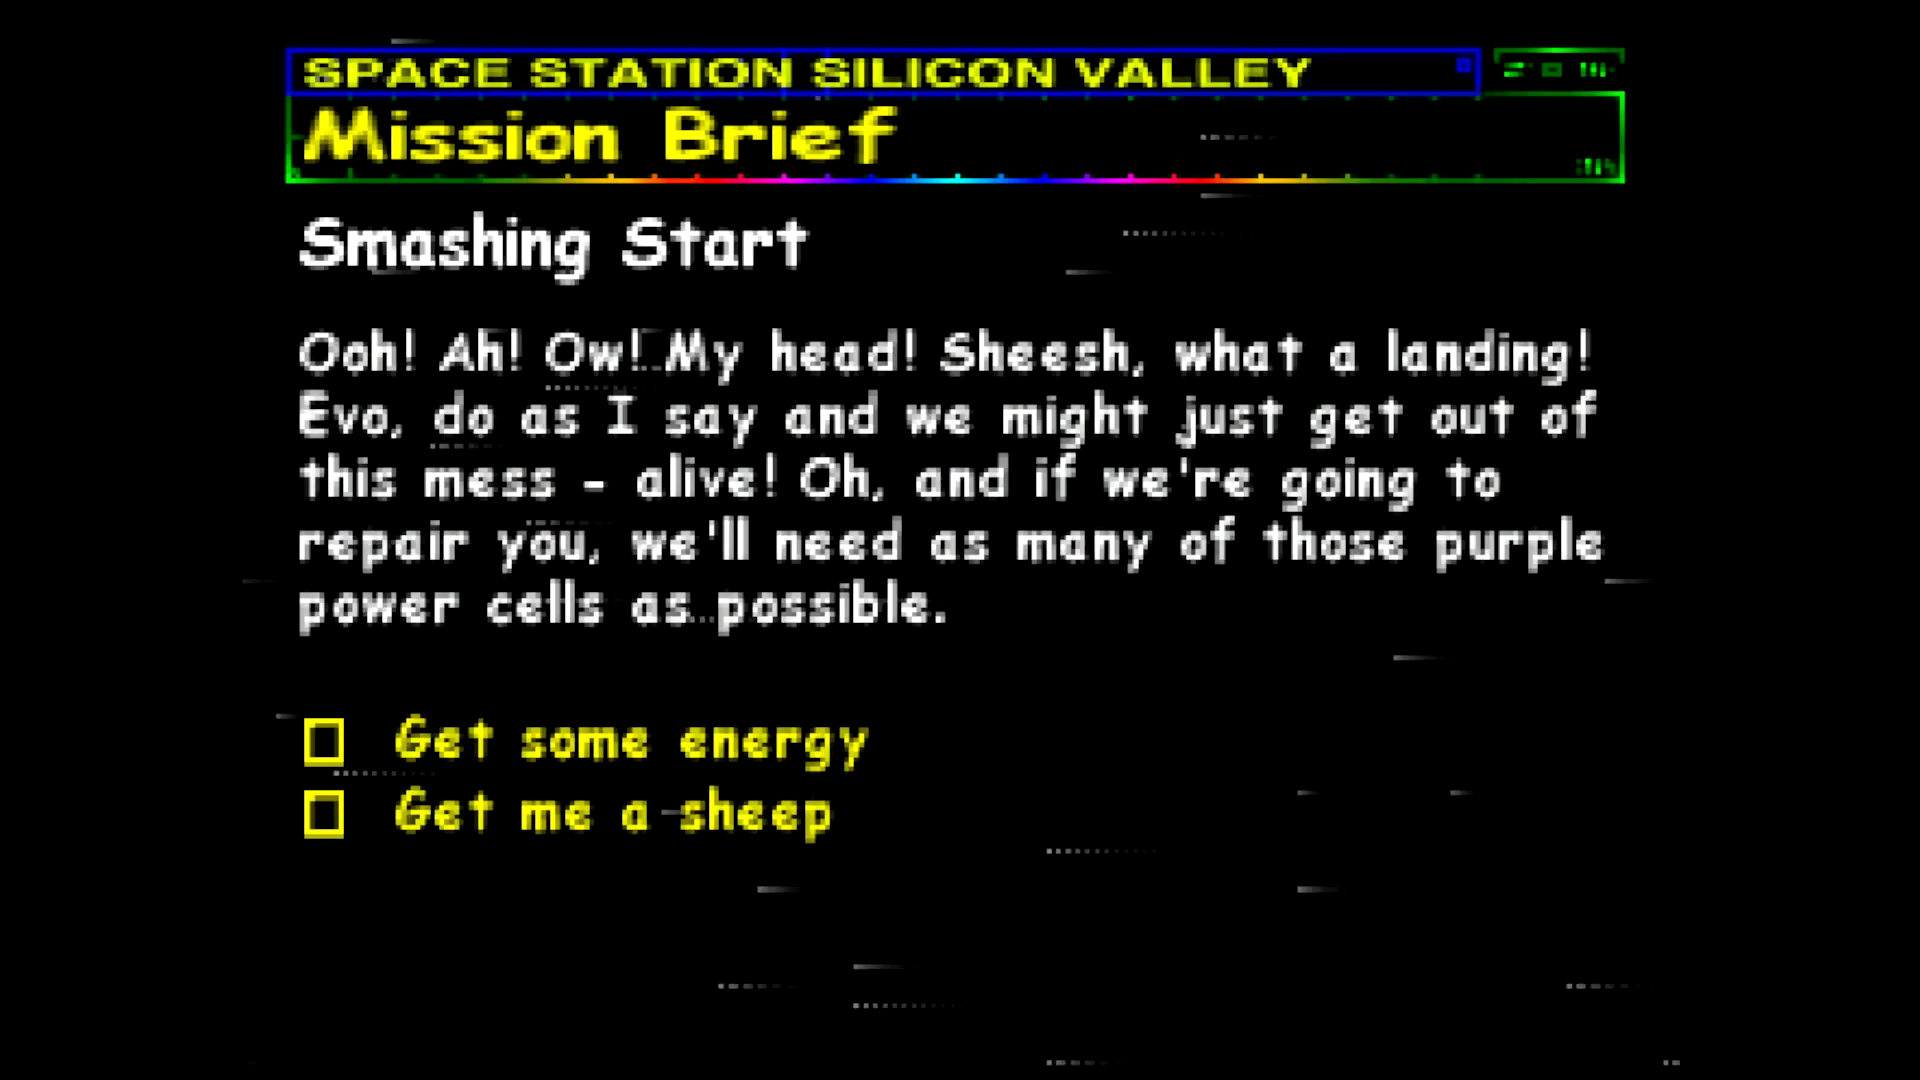 SPACE STATION SILICON VALLEY
Mission Brief
Smashing Start
Ooh! Ah! Ow! My head! Sheesh, what a landing!
Evo, do as I say and we might just get out of
this mess - alive! Oh, and if we're going to
repair you, we'll need as many of those purple
power cells as possible.
Get some energy
Get me a sheep